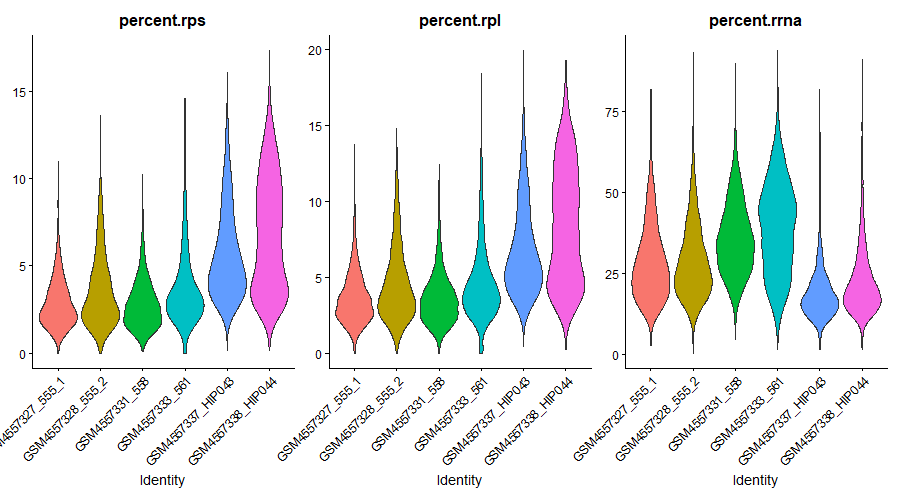 percent.rps
percent.rpl
percent.rrna
15
10
5
0
20
15
10
5
0
75
50
25
0
M4557327_555_1
GSM4557328_555_2
GSM4557331_558
GSM4557333_561
GSM4557337_HIP043
GSM4557338_HIP044
GSM4557327_555_1
GSM4557328_555_2
GSM4557331_558
GSM4557333_561
GSM4557337_HIP043
GSM4557338_HIP044
GSM4557327_555_1
GSM4557328_555_2
GSM4557331_558
GSM4557333_561
GSM4557337_HIP043
GSM4557338_HIP044
Identity
Identity
Identity